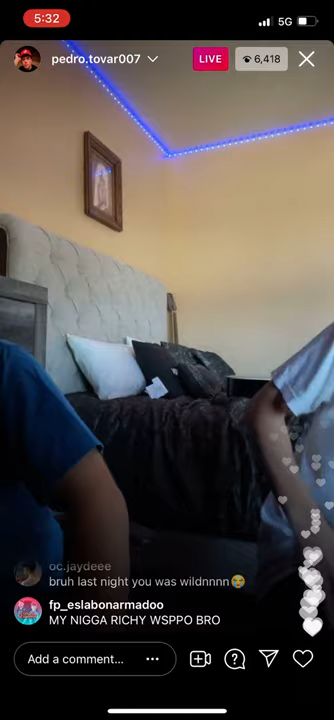 5:32
5G
pedro.tovar007
LIVE
6,418
oc.jaydeee
bruh last night you was wildnnnn😭
fp_eslabonarmadoo
MY NIGGA RICHY WSPPO BRO
Add a comment...